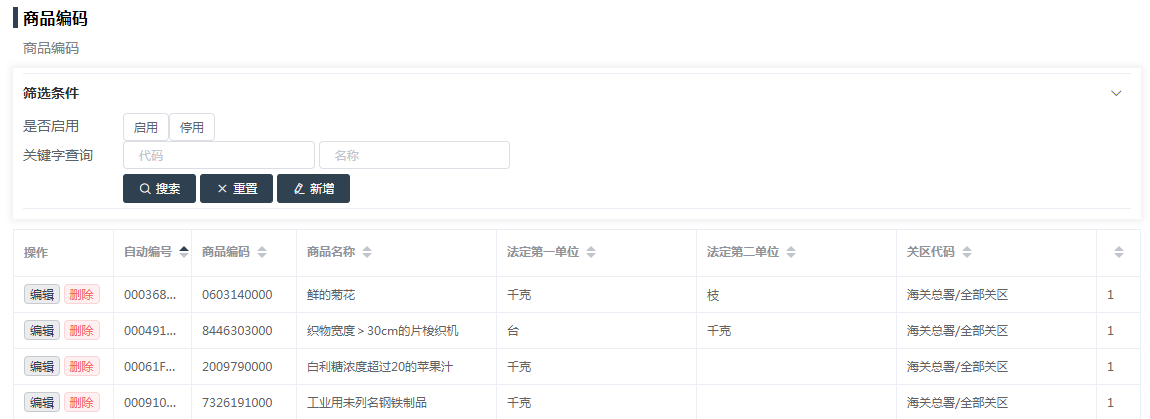 商品编码
商品编码
筛选条件
是否启用 启用 停用
关键字查询 代码 名称
搜索 重置 新增
操作 自动编号 商品编码 商品名称 法定第一单位 法定第二单位 关区代码
编辑 删除 000368... 0603140000 鲜的菊花 千克 枝 海关总署/全部关区 1
编辑 删除 000491... 8446303000 织物宽度＞30cm的片梭织机 台 千克 海关总署/全部关区 1
编辑 删除 00061F... 2009790000 白利糖浓度超过20的苹果汁 千克 海关总署/全部关区 1
编辑 删除 000910... 7326191000 工业用未列名钢铁制品 千克 海关总署/全部关区 1